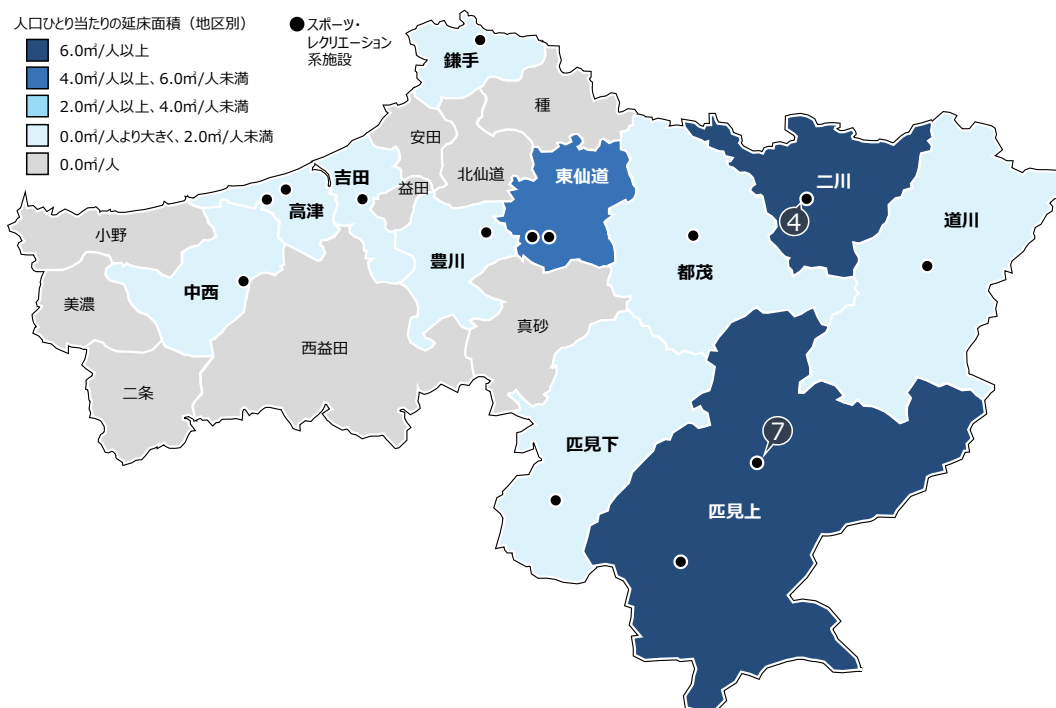 人口ひとり当たりの延床面積（地区別）
6.0㎡/人以上
4.0㎡/人以上、6.0㎡/人未満
2.0㎡/人以上、4.0㎡/人未満
0.0㎡/人より大きく、2.0㎡/人未満
0.0㎡/人
スポーツ・
レクリエーション
系施設
鎌手
種
安田
北仙道
益田
吉田
高津
東仙道
二川
4
道川
小野
中西
豊川
都茂
美濃
西益田
真砂
二条
匹見下
7
匹見上